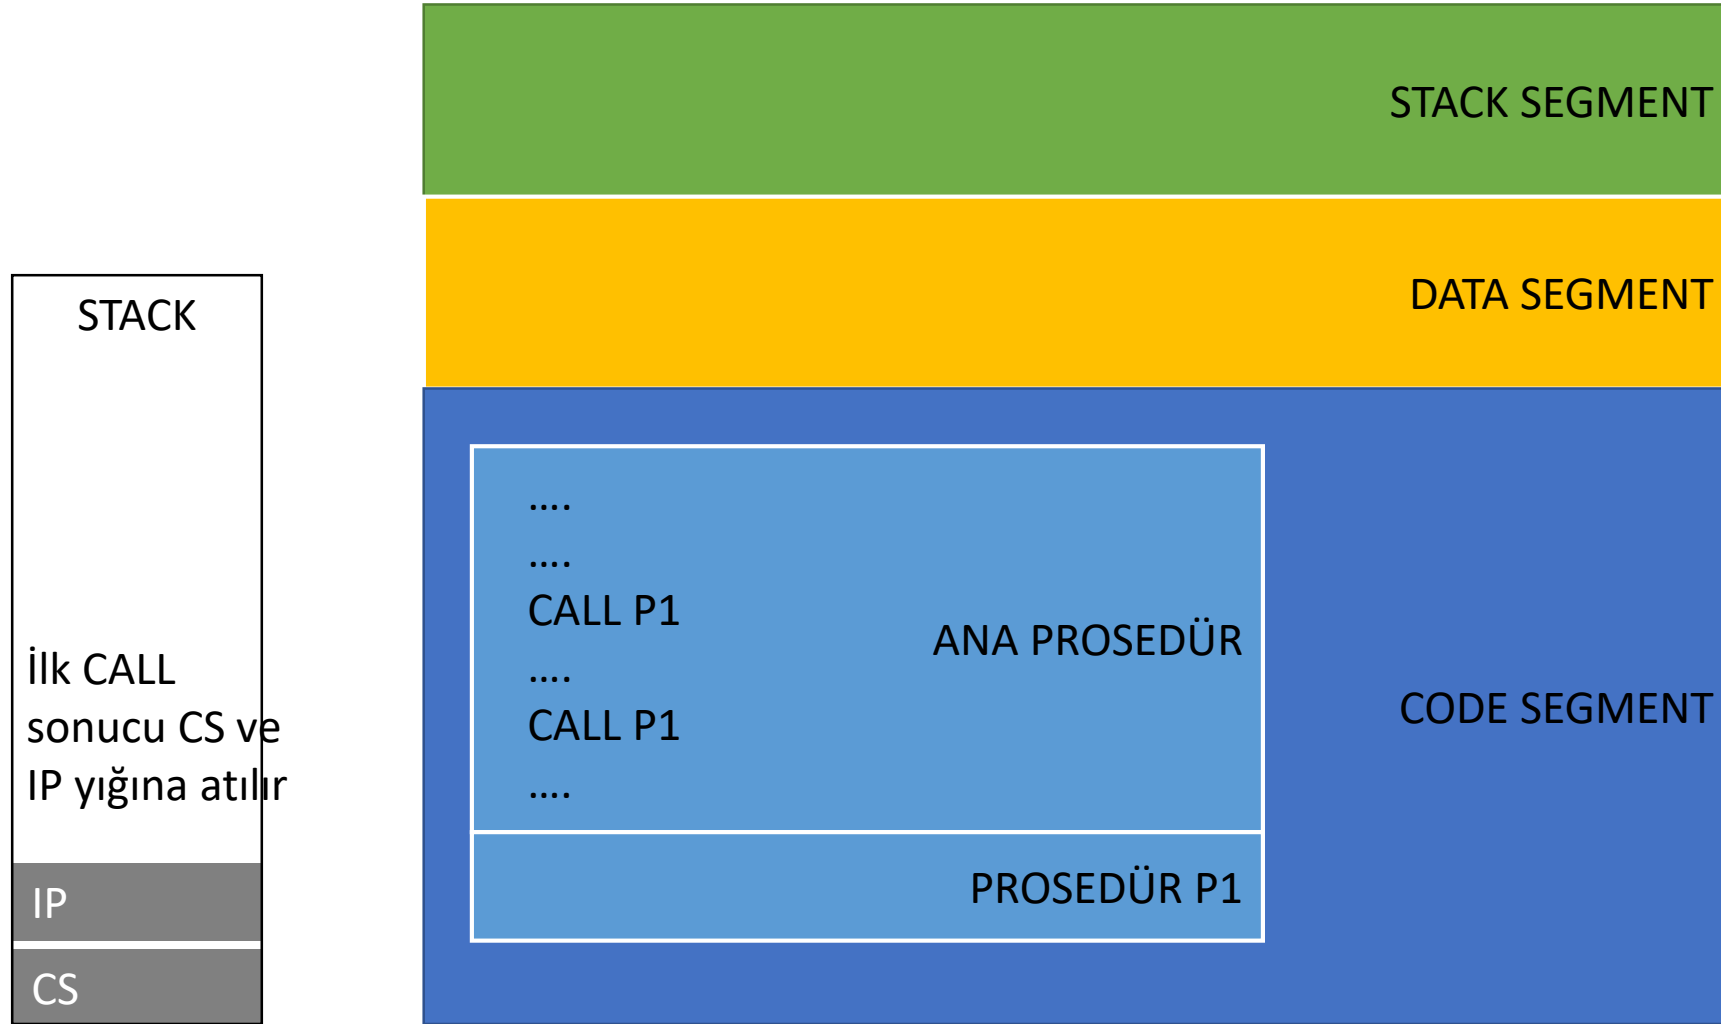 STACK
İlk CALL
sonucu CS ve
IP yığına atılır
IP
CS
STACK SEGMENT
DATA SEGMENT
….
….
CALL P1
….
CALL P1
….
ANA PROSEDÜR
PROSEDÜR P1
CODE SEGMENT